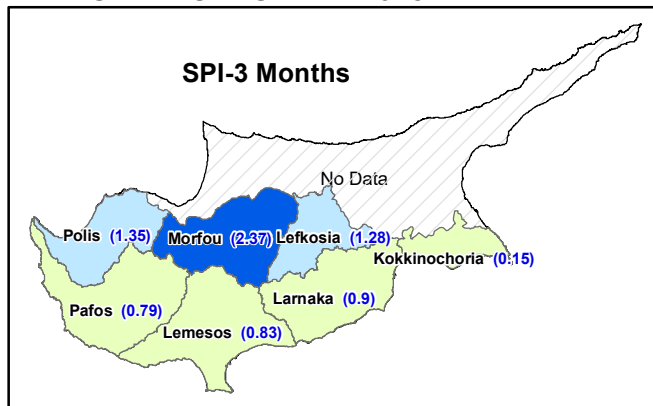 SPI-3 Months
No Data
Polis (1.35)
Morfou (2.37)
Lefkosia (1.28)
Kokkinochoria (0.15)
Pafos (0.79)
Larnaka (0.9)
Lemesos (0.83)